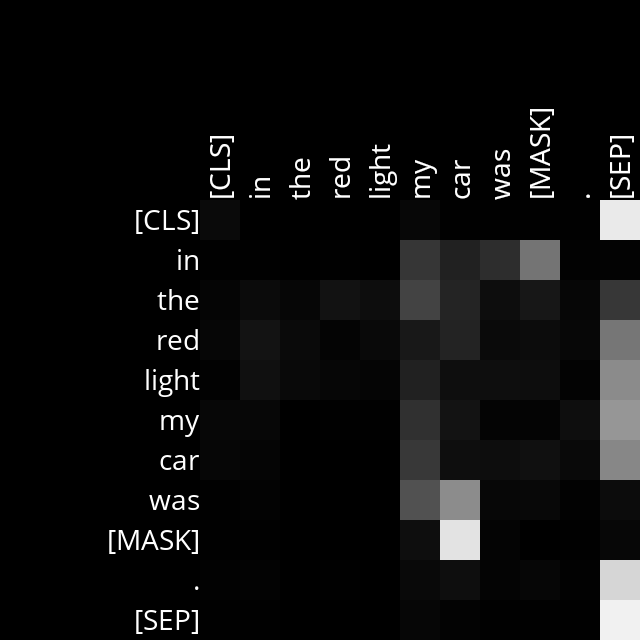 [CLS] in the red light my car was [MASK] . [SEP]
[CLS]
in
the
red
light
my
car
was
[MASK]
.
[SEP]